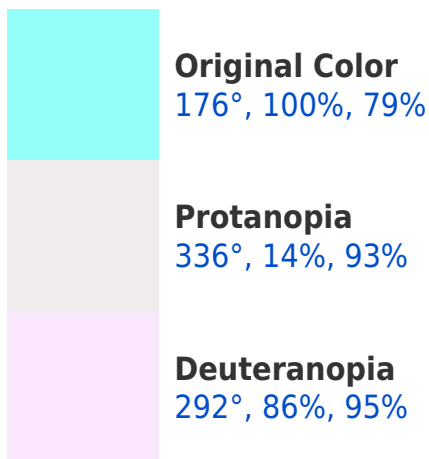 Original Color
176°, 100%, 79%
Protanopia
336°, 14%, 93%
Deuteranopia
292°, 86%, 95%